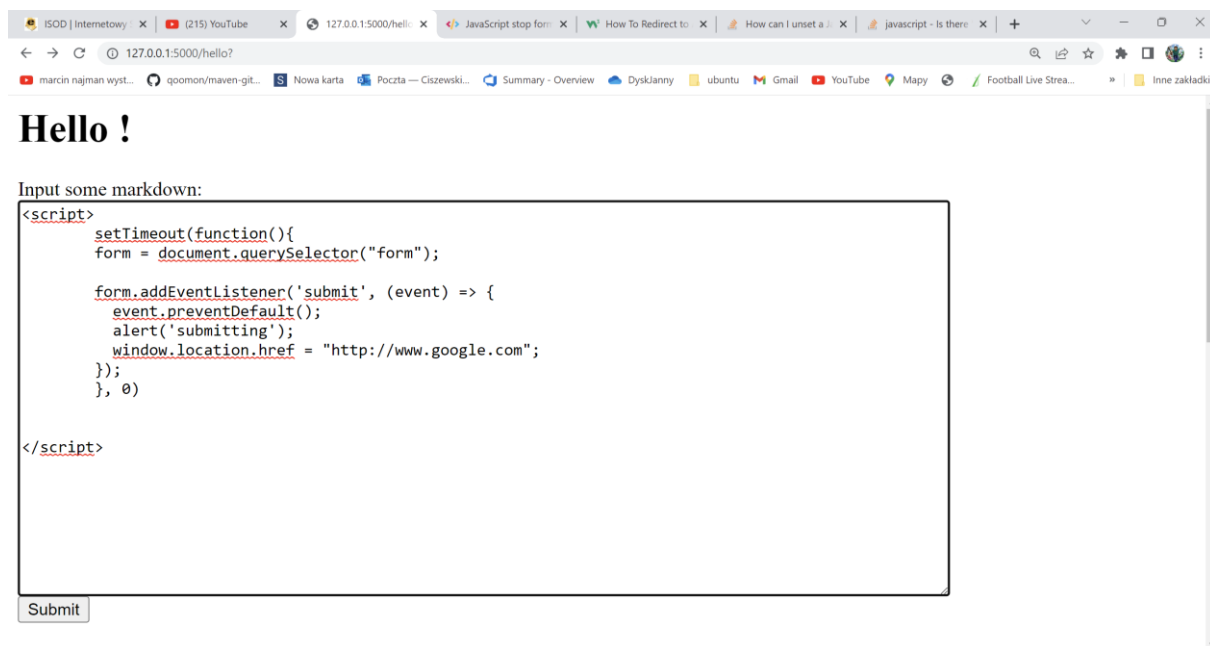 ISOD | Internetowy
(215) YouTube
127.0.0.1:5000/hello
JavaScript stop form
How To Redirect to
How can I unset a J
javascript - Is there
127.0.0.1:5000/hello?
marcin najman wyst...
qoomon/maven-git...
Nowa karta
Poczta — Ciszewski...
Summary - Overview
DyskJanny
ubuntu
Gmail
YouTube
Mapy
Football Live Strea...
»
Inne zakładki
Hello !
Input some markdown:
<script>
setTimeout(function(){
form = document.querySelector("form");
form.addEventListener('submit', (event) => {
event.preventDefault();
alert('submitting');
window.location.href = "http://www.google.com";
});
}, 0)
</script>
Submit